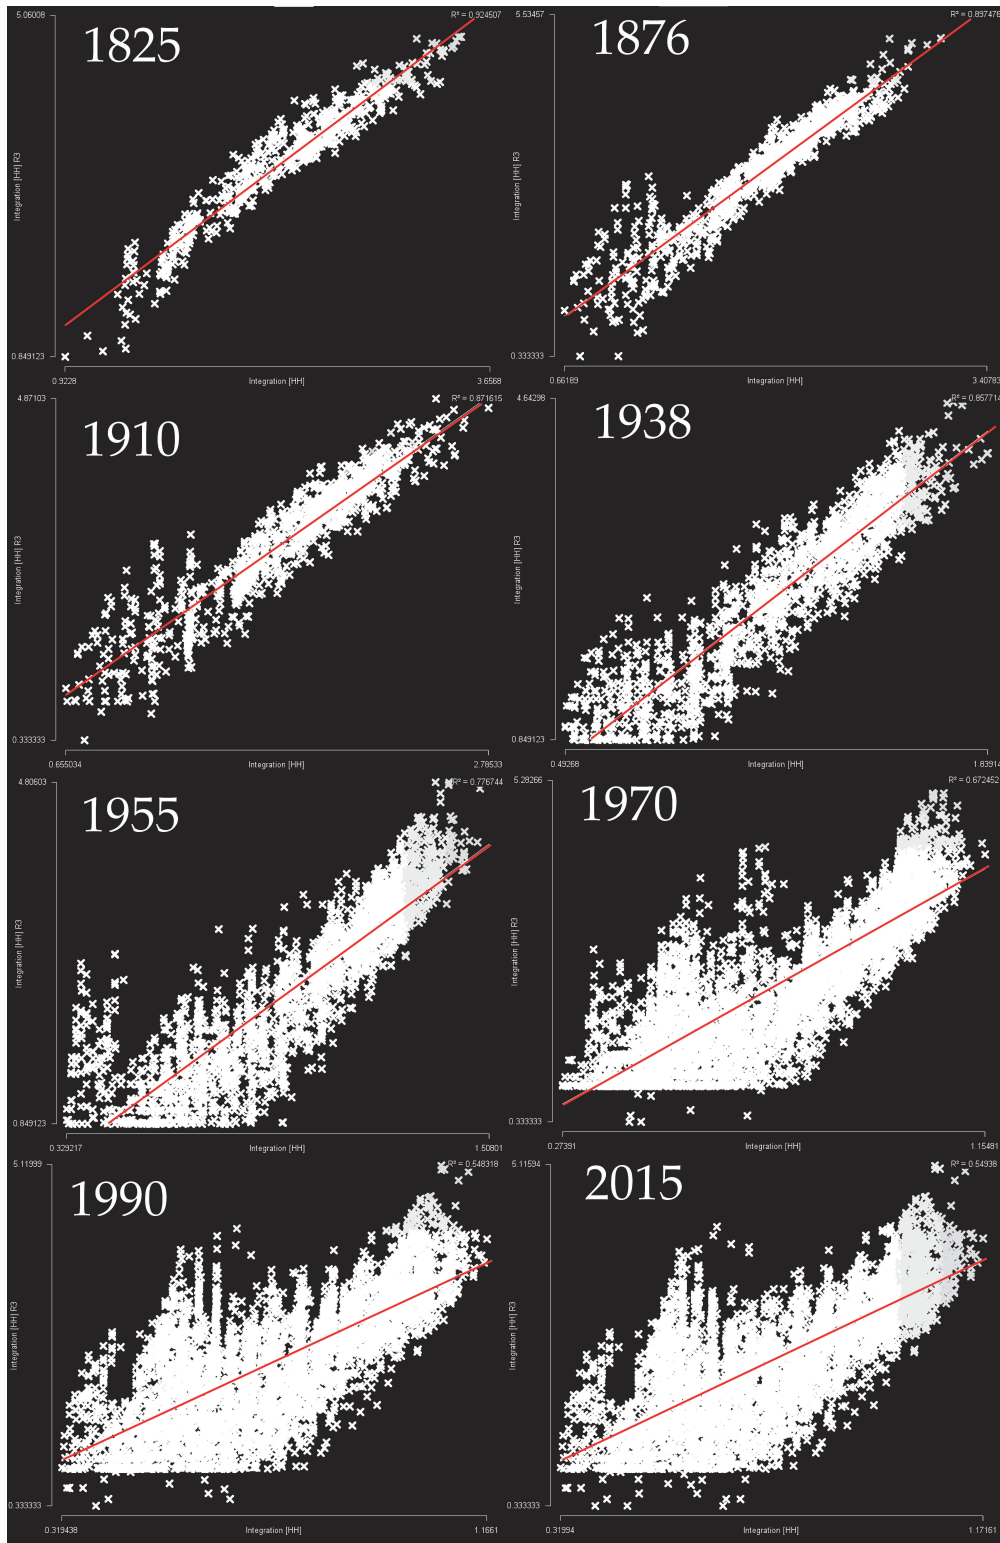 5.06008
R² = 0.924507
1825
Integration [HH] R3
0.849123
0.9228
Integration [HH]
3.6568
5.53457
R² = 0.897476
1876
Integration [HH] R3
0.333333
0.66189
Integration [HH]
3.40783
4.87103
R² = 0.871615
1910
Integration [HH] R3
0.333333
0.655034
Integration [HH]
2.78533
4.64298
R² = 0.857714
1938
Integration [HH] R3
0.849123
0.49268
Integration [HH]
1.83914
4.80603
R² = 0.776744
1955
Integration [HH] R3
0.849123
0.329217
Integration [HH]
1.50801
5.28266
R² = 0.672452
1970
Integration [HH] R3
0.333333
0.27391
Integration [HH]
1.15481
5.11999
R² = 0.548318
1990
Integration [HH] R3
0.333333
0.319438
Integration [HH]
1.1661
5.11594
R² = 0.54938
2015
Integration [HH] R3
0.333333
0.31994
Integration [HH]
1.17161